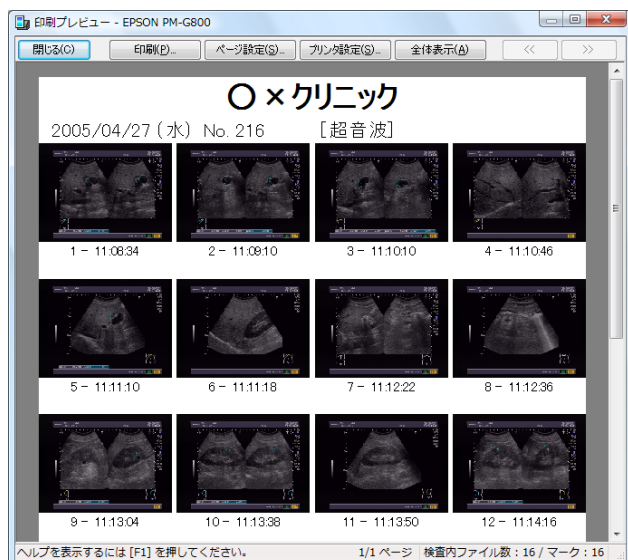 印刷プレビュー - EPSON PM-G800
閉じる(C) 印刷(P)... ページ設定(S)... プリンタ設定(S)... 全体表示(A) << >>
〇×クリニック
2005/04/27 (水) No. 216 [超音波]
1 - 11:08:34 2 - 11:09:10 3 - 11:10:10 4 - 11:10:46
5 - 11:11:10 6 - 11:11:18 7 - 11:12:22 8 - 11:12:36
9 - 11:13:04 10 - 11:13:38 11 - 11:13:50 12 - 11:14:16
ヘルプを表示するには [F1] を押してください。 1/1 ページ 検査内ファイル数 : 16 / マーク : 16